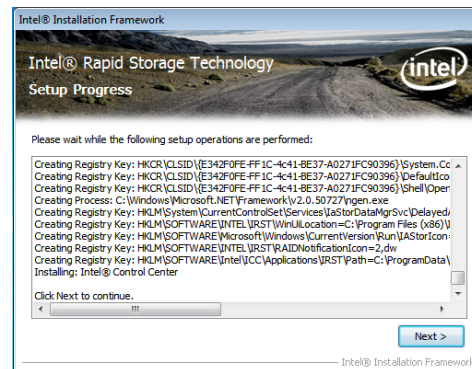 Intel® Installation Framework
Intel® Rapid Storage Technology
Setup Progress
intel
Please wait while the following setup operations are performed:
Creating Registry Key: HKCR\CLSID\{E342F0FE-FF1C-4c41-BE37-A0271FC90396}\System.Co
Creating Registry Key: HKCR\CLSID\{E342F0FE-FF1C-4c41-BE37-A0271FC90396}\DefaultIco
Creating Registry Key: HKCR\CLSID\{E342F0FE-FF1C-4c41-BE37-A0271FC90396}\Shell\Open
Creating Process: C:\Windows\Microsoft.NET\Framework\v2.0.50727\ngen.exe
Creating Registry Key: HKLM\System\CurrentControlSet\Services\IaStorDataMgrSvc\Delayed
Creating Registry Key: HKLM\SOFTWARE\INTEL\IRST\WinUiLocation=C:\Program Files (x86)\
Creating Registry Key: HKLM\SOFTWARE\Microsoft\Windows\CurrentVersion\Run\IAStorIcon=
Creating Registry Key: HKLM\SOFTWARE\INTEL\IRST\RAIDNotificationIcon=2,dw
Creating Registry Key: HKLM\SOFTWARE\Intel\ICC\Applications\IRST\Path=C:\ProgramData\
Installing: Intel® Control Center
Click Next to continue.
Next >
Intel® Installation Framework